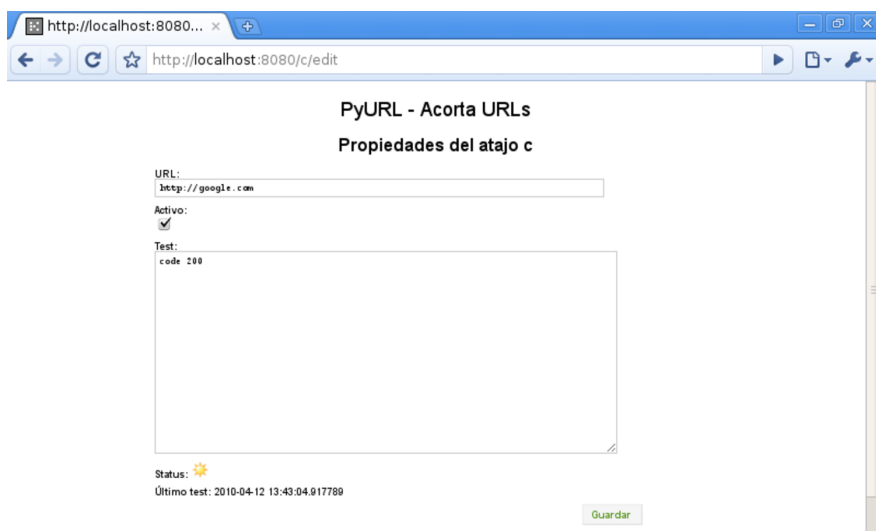 http://localhost:8080...
http://localhost:8080/c/edit
PyURL - Acorta URLs
Propiedades del atajo c
URL:
http://google.com
Activo:
Test:
code 200
Status:
Último test: 2010-04-12 13:43:04.917789
Guardar